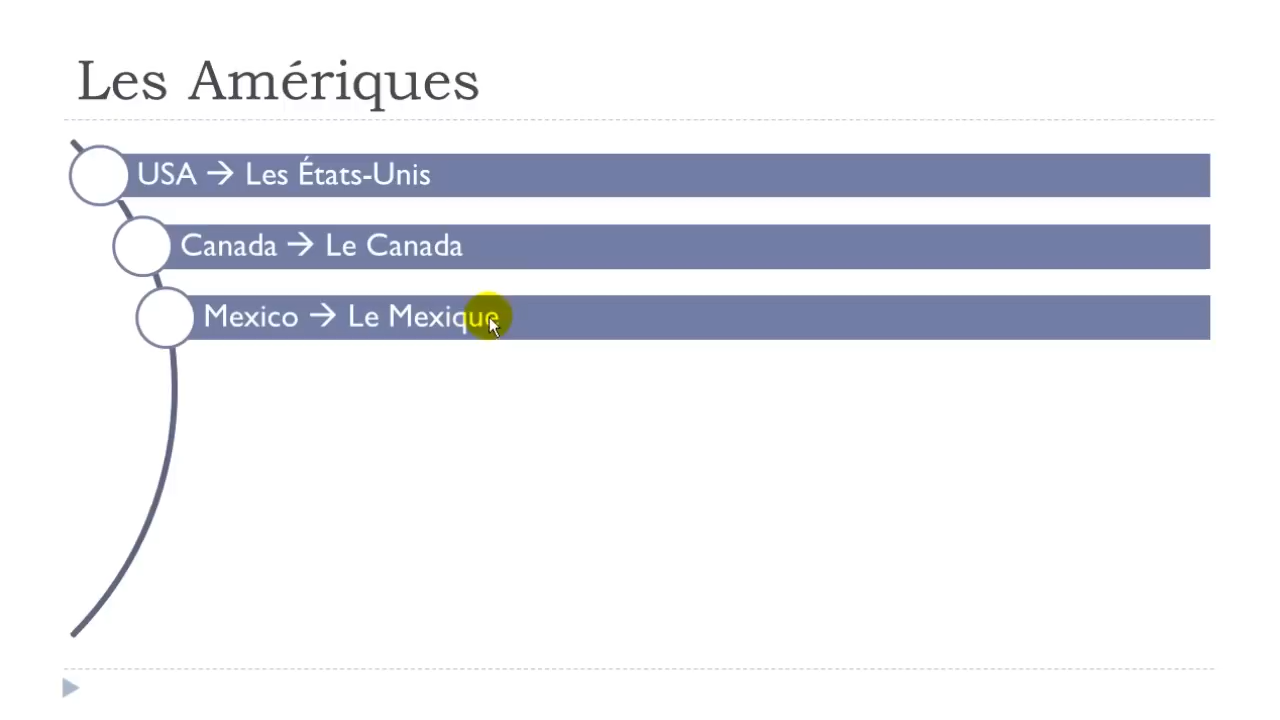 Les Amériques
USA → Les États-Unis
Canada → Le Canada
Mexico → Le Mexique